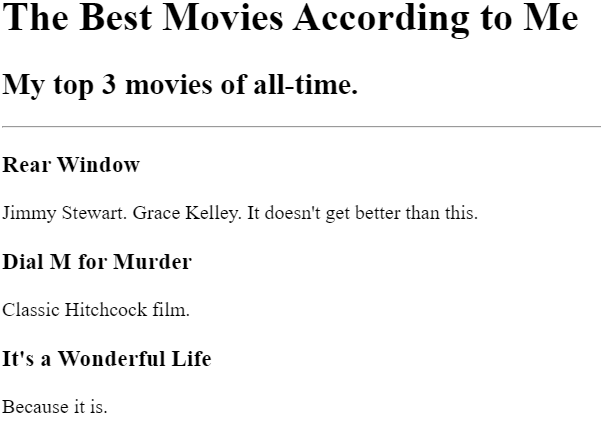 The Best Movies According to Me
My top 3 movies of all-time.
Rear Window
Jimmy Stewart. Grace Kelley. It doesn't get better than this.
Dial M for Murder
Classic Hitchcock film.
It's a Wonderful Life
Because it is.